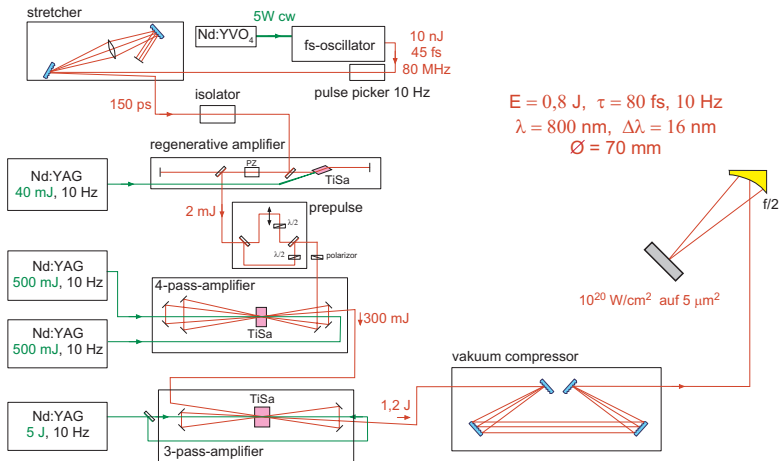 stretcher
Nd:YVO4
5W cw
fs-oscillator
10 nJ
45 fs
80 MHz
pulse picker 10 Hz
150 ps
isolator
E = 0,8 J, τ = 80 fs, 10 Hz
λ = 800 nm, Δλ = 16 nm
Ø = 70 mm
regenerative amplifier
PZ
TiSa
Nd:YAG
40 mJ, 10 Hz
f/2
2 mJ
prepulse
λ/2
λ/2
polarizor
Nd:YAG
500 mJ, 10 Hz
4-pass-amplifier
TiSa
300 mJ
10²⁰ W/cm² auf 5 µm²
Nd:YAG
500 mJ, 10 Hz
vakuum compressor
Nd:YAG
5 J, 10 Hz
TiSa
1,2 J
3-pass-amplifier